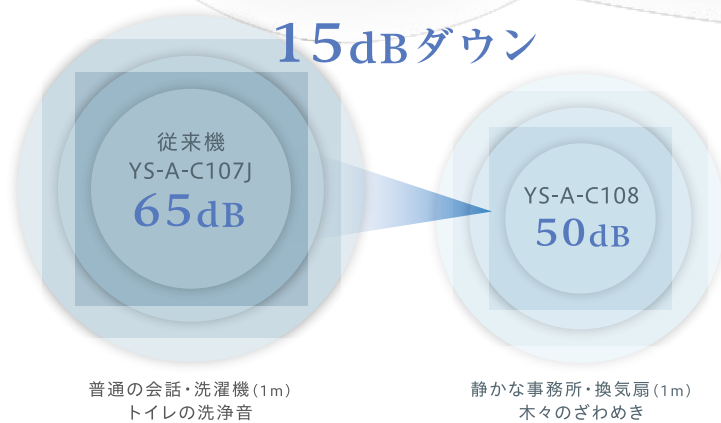 15dBダウン
従来機
YS-A-C107J
65dB
YS-A-C108
50dB
普通の会話・洗濯機(1m)
トイレの洗浄音
静かな事務所・換気扇(1m)
木々のざわめき